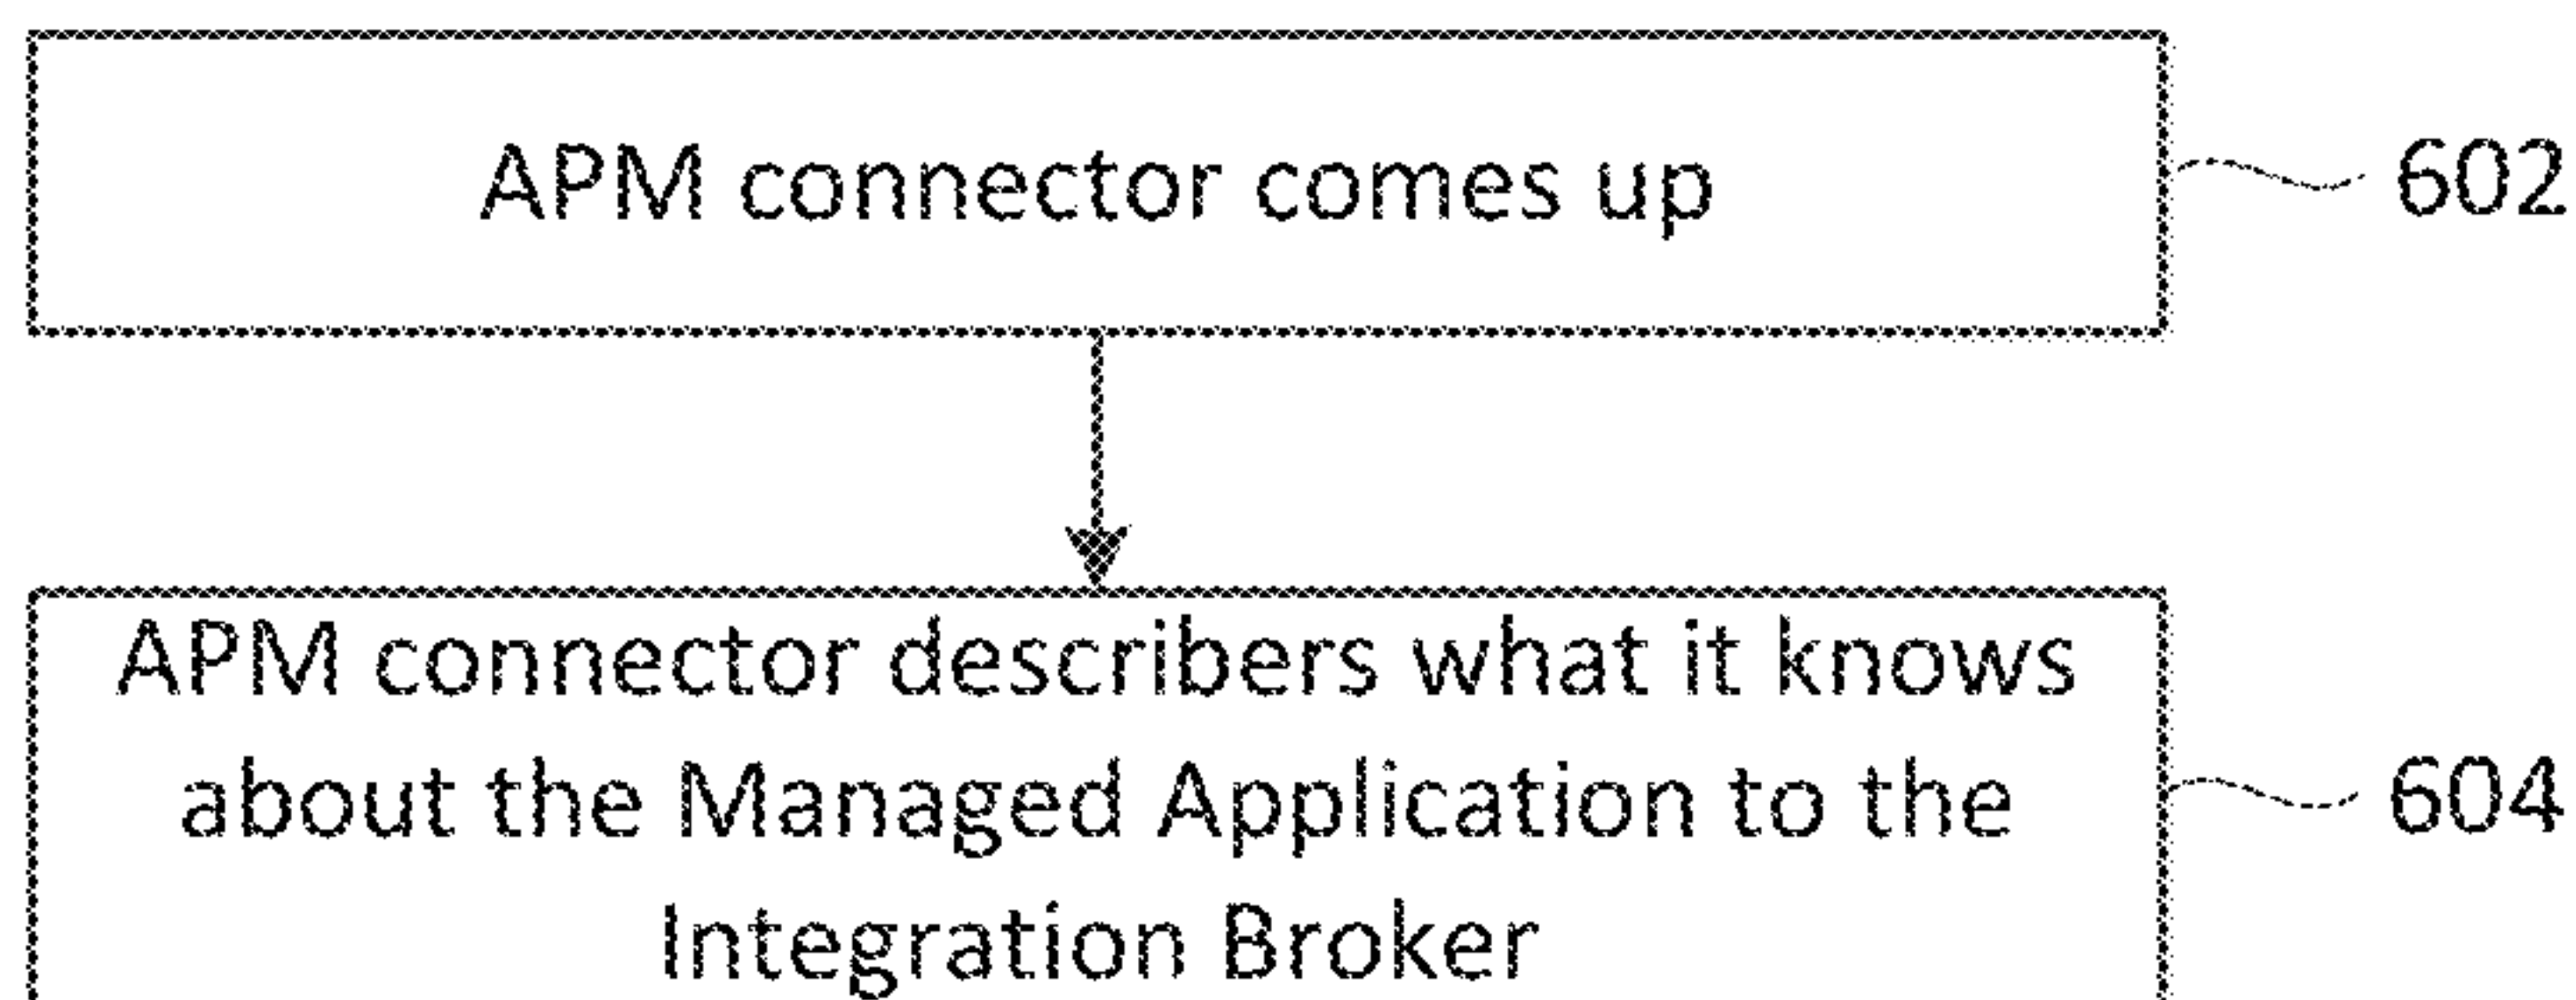 APM connector comes up
602
APM connector describers what it knows
about the Managed Application to the
604
Integration Broker